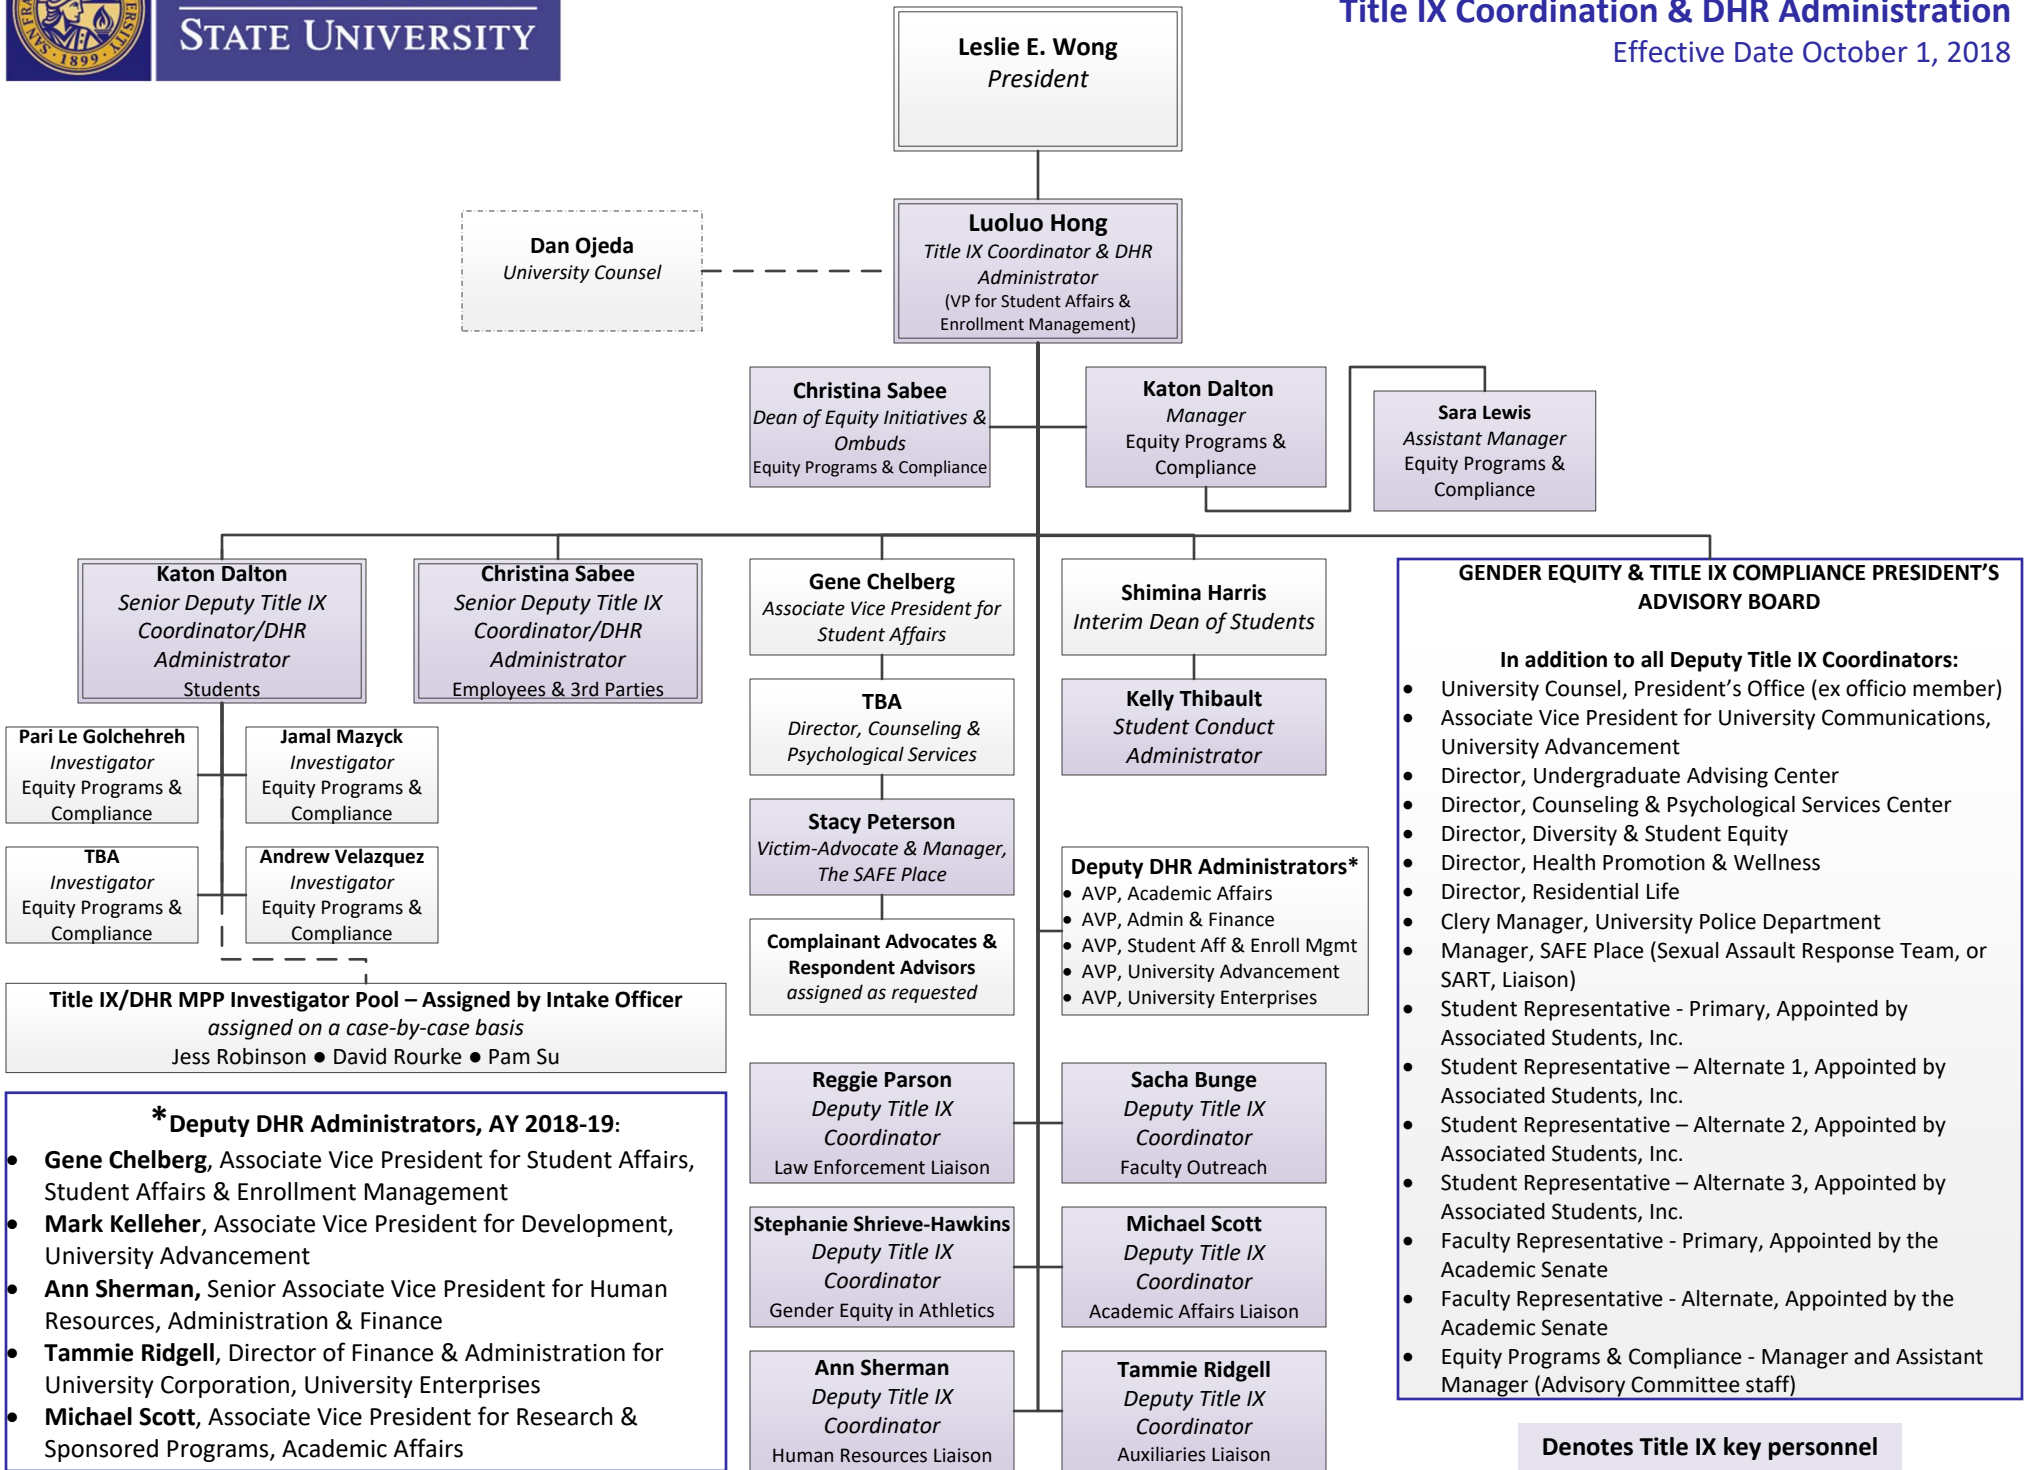 STATE UNIVERSITY
1899
Title IX Coordination & DHR Administration
Effective Date October 1, 2018
Leslie E. Wong
President
Dan Ojeda
University Counsel
Luoluo Hong
Title IX Coordinator & DHR
Administrator
(VP for Student Affairs &
Enrollment Management)
Christina Sabee
Dean of Equity Initiatives &
Ombuds
Equity Programs & Compliance
Katon Dalton
Manager
Equity Programs &
Compliance
Sara Lewis
Assistant Manager
Equity Programs &
Compliance
Katon Dalton
Senior Deputy Title IX
Coordinator/DHR
Administrator
Students
Christina Sabee
Senior Deputy Title IX
Coordinator/DHR
Administrator
Employees & 3rd Parties
Gene Chelberg
Associate Vice President for
Student Affairs
Shimina Harris
Interim Dean of Students
TBA
Director, Counseling &
Psychological Services
Kelly Thibault
Student Conduct
Administrator
Pari Le Golchehreh
Investigator
Equity Programs &
Compliance
Jamal Mazyck
Investigator
Equity Programs &
Compliance
TBA
Investigator
Equity Programs &
Compliance
Andrew Velazquez
Investigator
Equity Programs &
Compliance
Stacy Peterson
Victim-Advocate & Manager,
The SAFE Place
Complainant Advocates &
Respondent Advisors
assigned as requested
Deputy DHR Administrators*
• AVP, Academic Affairs
• AVP, Admin & Finance
• AVP, Student Aff & Enroll Mgmt
• AVP, University Advancement
• AVP, University Enterprises
Title IX/DHR MPP Investigator Pool – Assigned by Intake Officer
assigned on a case-by-case basis
Jess Robinson ● David Rourke ● Pam Su
*Deputy DHR Administrators, AY 2018-19:
• Gene Chelberg, Associate Vice President for Student Affairs,
Student Affairs & Enrollment Management
• Mark Kelleher, Associate Vice President for Development,
University Advancement
• Ann Sherman, Senior Associate Vice President for Human
Resources, Administration & Finance
• Tammie Ridgell, Director of Finance & Administration for
University Corporation, University Enterprises
• Michael Scott, Associate Vice President for Research &
Sponsored Programs, Academic Affairs
Reggie Parson
Deputy Title IX
Coordinator
Law Enforcement Liaison
Sacha Bunge
Deputy Title IX
Coordinator
Faculty Outreach
Stephanie Shrieve-Hawkins
Deputy Title IX
Coordinator
Gender Equity in Athletics
Michael Scott
Deputy Title IX
Coordinator
Academic Affairs Liaison
Ann Sherman
Deputy Title IX
Coordinator
Human Resources Liaison
Tammie Ridgell
Deputy Title IX
Coordinator
Auxiliaries Liaison
GENDER EQUITY & TITLE IX COMPLIANCE PRESIDENT’S
ADVISORY BOARD
In addition to all Deputy Title IX Coordinators:
• University Counsel, President’s Office (ex officio member)
• Associate Vice President for University Communications,
University Advancement
• Director, Undergraduate Advising Center
• Director, Counseling & Psychological Services Center
• Director, Diversity & Student Equity
• Director, Health Promotion & Wellness
• Director, Residential Life
• Clery Manager, University Police Department
• Manager, SAFE Place (Sexual Assault Response Team, or
SART, Liaison)
• Student Representative - Primary, Appointed by
Associated Students, Inc.
• Student Representative – Alternate 1, Appointed by
Associated Students, Inc.
• Student Representative – Alternate 2, Appointed by
Associated Students, Inc.
• Student Representative – Alternate 3, Appointed by
Associated Students, Inc.
• Faculty Representative - Primary, Appointed by the
Academic Senate
• Faculty Representative - Alternate, Appointed by the
Academic Senate
• Equity Programs & Compliance - Manager and Assistant
Manager (Advisory Committee staff)
Denotes Title IX key personnel